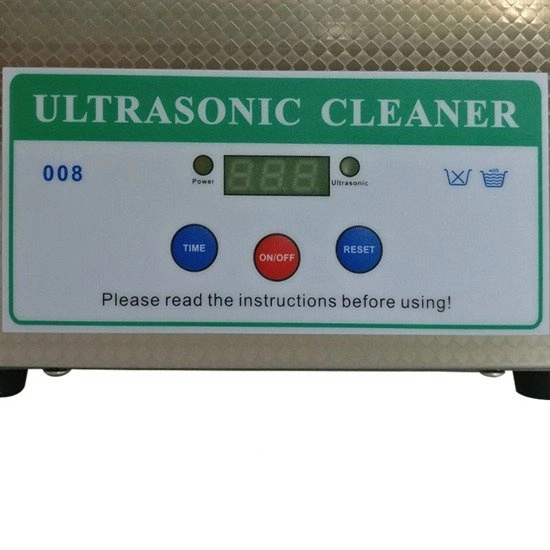 ULTRASONIC CLEANER
008
Power
Ultrasonic
TIME
ON/OFF
RESET
Please read the instructions before using!